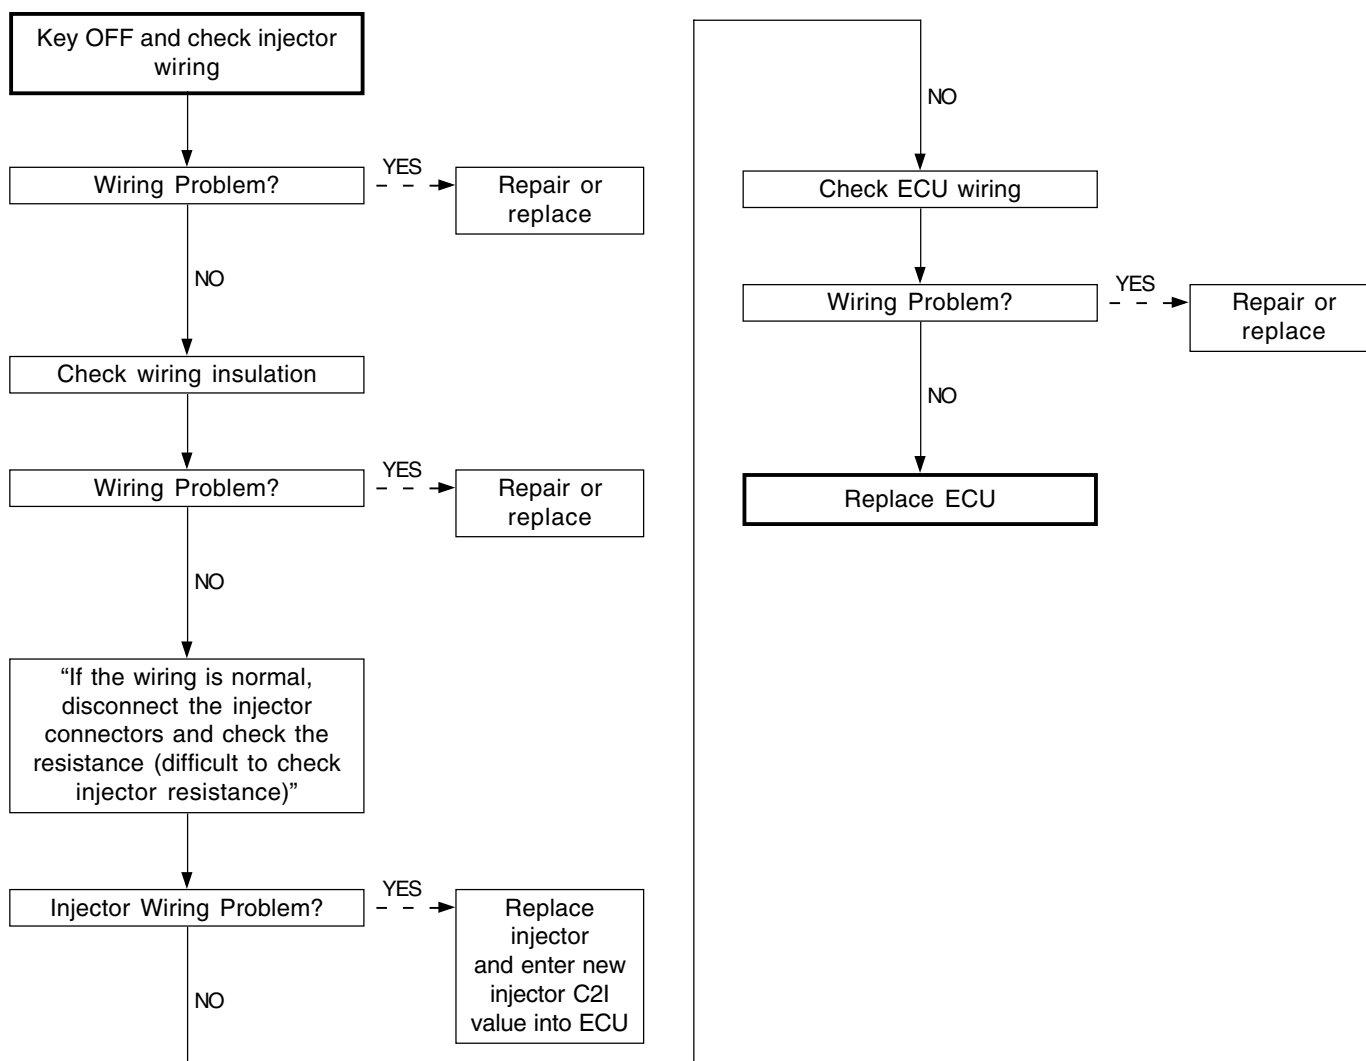 Key OFF and check injector
wiring
Wiring Problem?
YES
Repair or
replace
NO
Check wiring insulation
Wiring Problem?
YES
Repair or
replace
NO
“If the wiring is normal,
disconnect the injector
connectors and check the
resistance (difficult to check
injector resistance)”
Injector Wiring Problem?
YES
Replace
injector
and enter new
injector C2I
value into ECU
NO
NO
Check ECU wiring
Wiring Problem?
YES
Repair or
replace
NO
Replace ECU